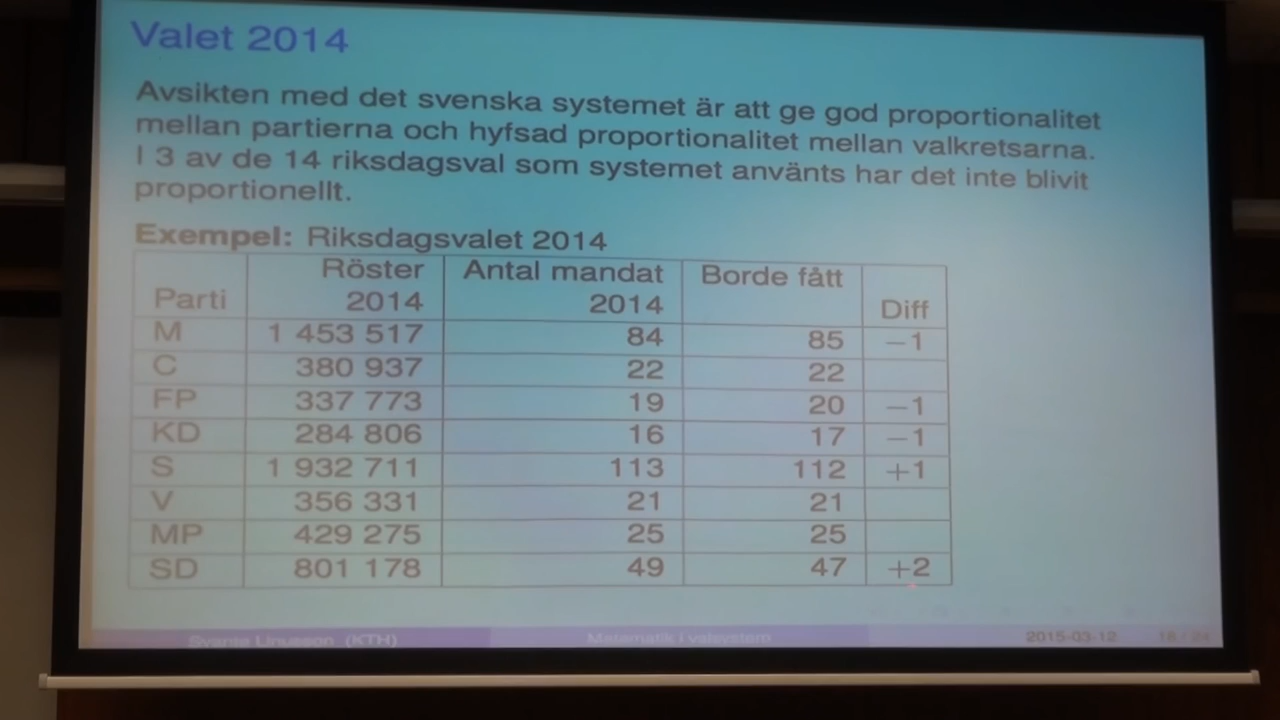 Valet 2014
Avsikten med det svenska systemet är att ge god proportionalitet
mellan partierna och hyfsad proportionalitet mellan valkretsarna.
I 3 av de 14 riksdagsval som systemet använts har det inte blivit
proportionellt.
Exempel: Riksdagsvalet 2014
Röster Antal mandat Borde fått
Parti 2014 2014 Diff
M 1 453 517 84 85 −1
C 380 937 22 22
FP 337 773 19 20 −1
KD 284 806 16 17 −1
S 1 932 711 113 112 +1
V 356 331 21 21
MP 429 275 25 25
SD 801 178 49 47 +2
Svante Linusson (KTH) Matematik i valsystem 2015-03-12 16 / 24